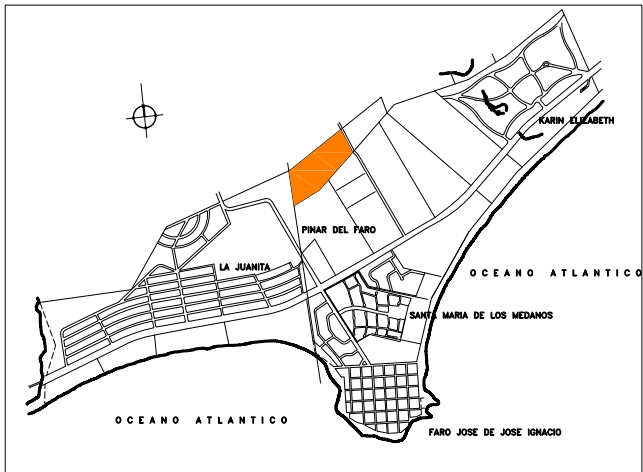 KARIN ELIZABETH
PINAR DEL FARO
LA JUANITA
OCEANO ATLANTICO
SANTA MARIA DE LOS MEDANOS
OCEANO ATLANTICO
FARO JOSE DE JOSE IGNACIO